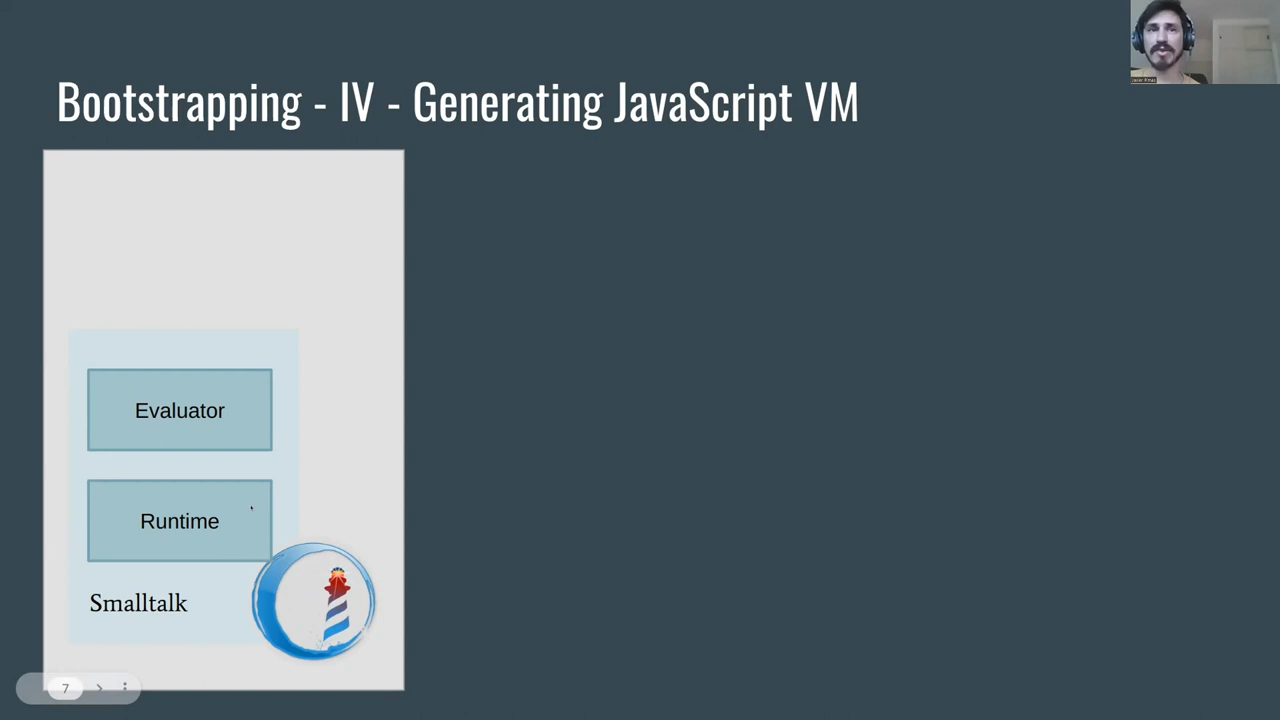 Bootstrapping - IV - Generating JavaScript VM
Evaluator
Runtime
Smalltalk
7